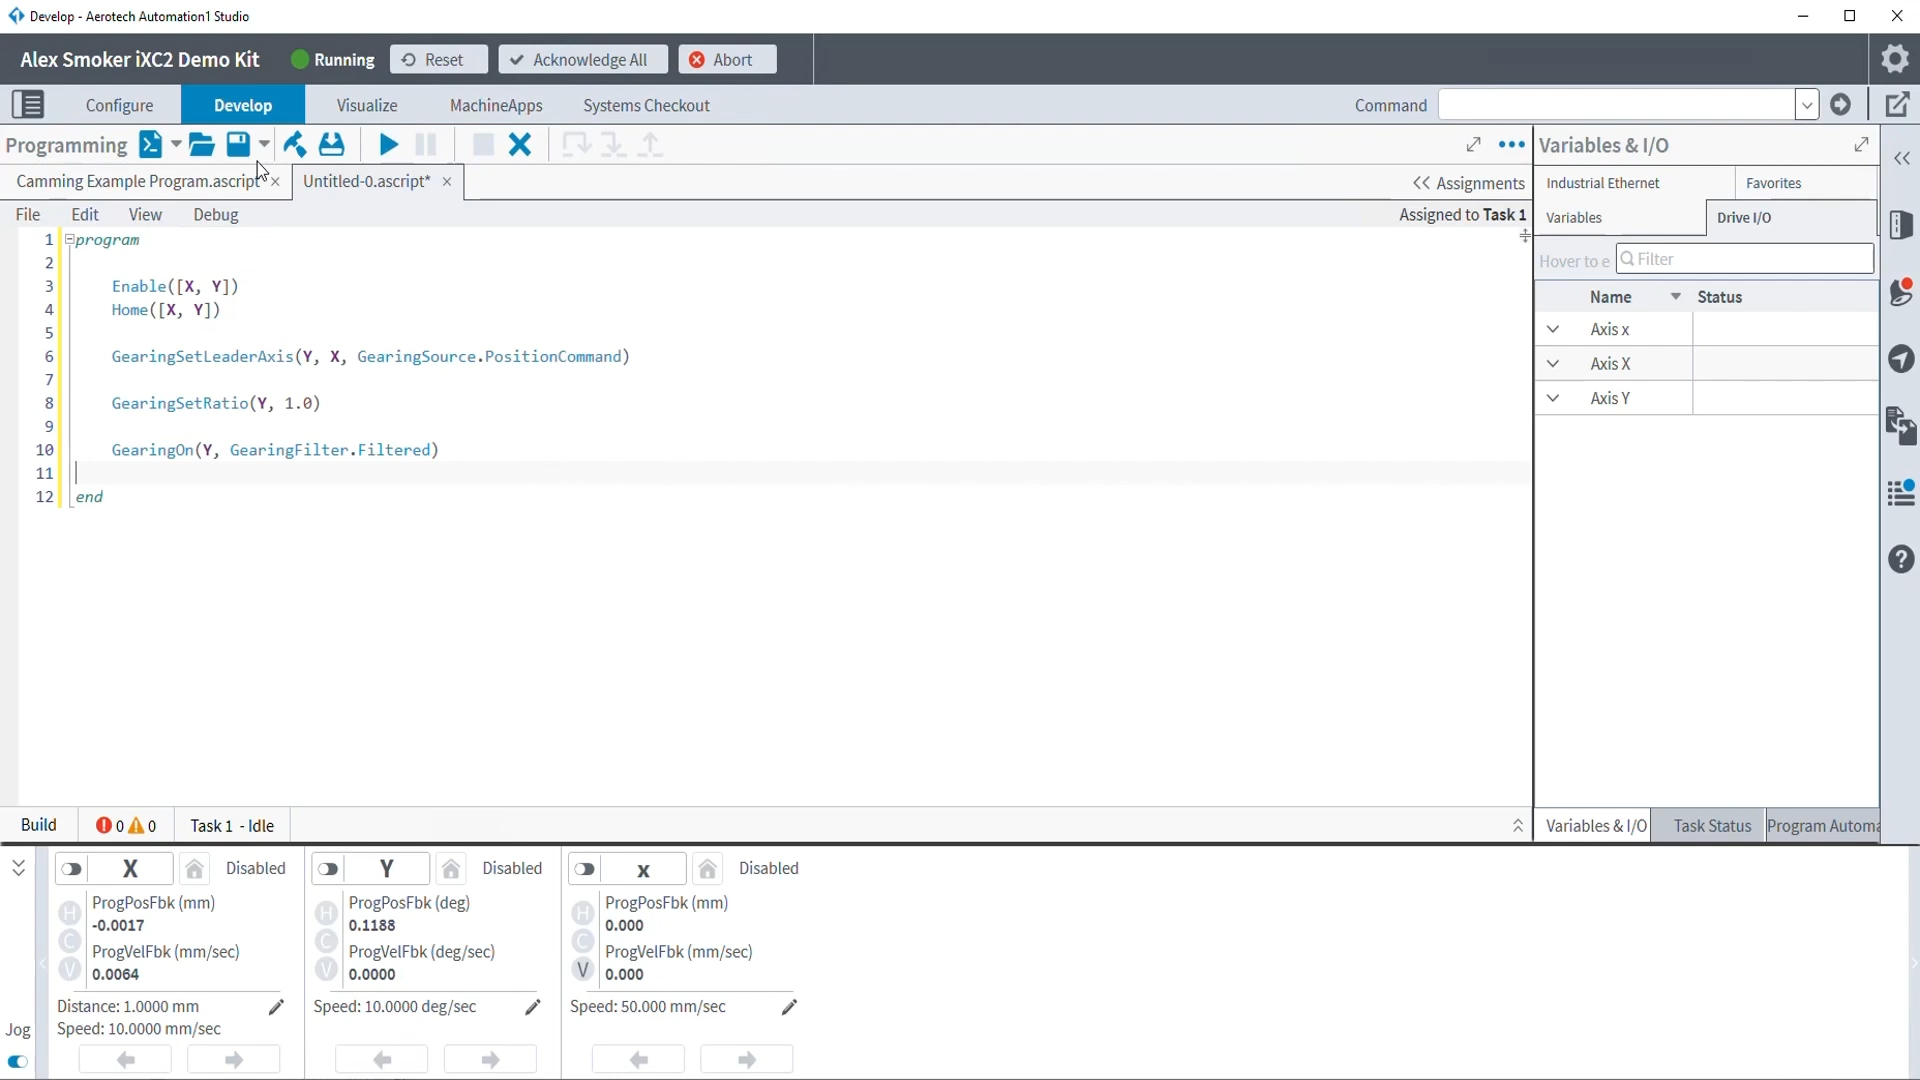 Develop - Aerotech Automation1 Studio
Alex Smoker iXC2 Demo Kit Running Reset Acknowledge All Abort
Configure Develop Visualize MachineApps Systems Checkout Command
Programming Variables & I/O
Camming Example Program.ascript Untitled-0.ascript* Assignments Industrial Ethernet Favorites
File Edit View Debug Assigned to Task 1 Variables Drive I/O
1 program
Hover to e Filter
2
3 Enable([X, Y])
Name Status
4 Home([X, Y])
Axis x
5
6 GearingSetLeaderAxis(Y, X, GearingSource.PositionCommand)
Axis X
7
8 GearingSetRatio(Y, 1.0)
Axis Y
9
10 GearingOn(Y, GearingFilter.Filtered)
11
12 end
Build 0 0 Task 1 - Idle Variables & I/O Task Status Program Automa
X Disabled Y Disabled x Disabled
H ProgPosFbk (mm) H ProgPosFbk (deg) H ProgPosFbk (mm)
-0.0017 0.1188 0.000
C ProgVelFbk (mm/sec) C ProgVelFbk (deg/sec) C ProgVelFbk (mm/sec)
V 0.0064 V 0.0000 V 0.000
Distance: 1.0000 mm Speed: 10.0000 deg/sec Speed: 50.000 mm/sec
Jog Speed: 10.0000 mm/sec